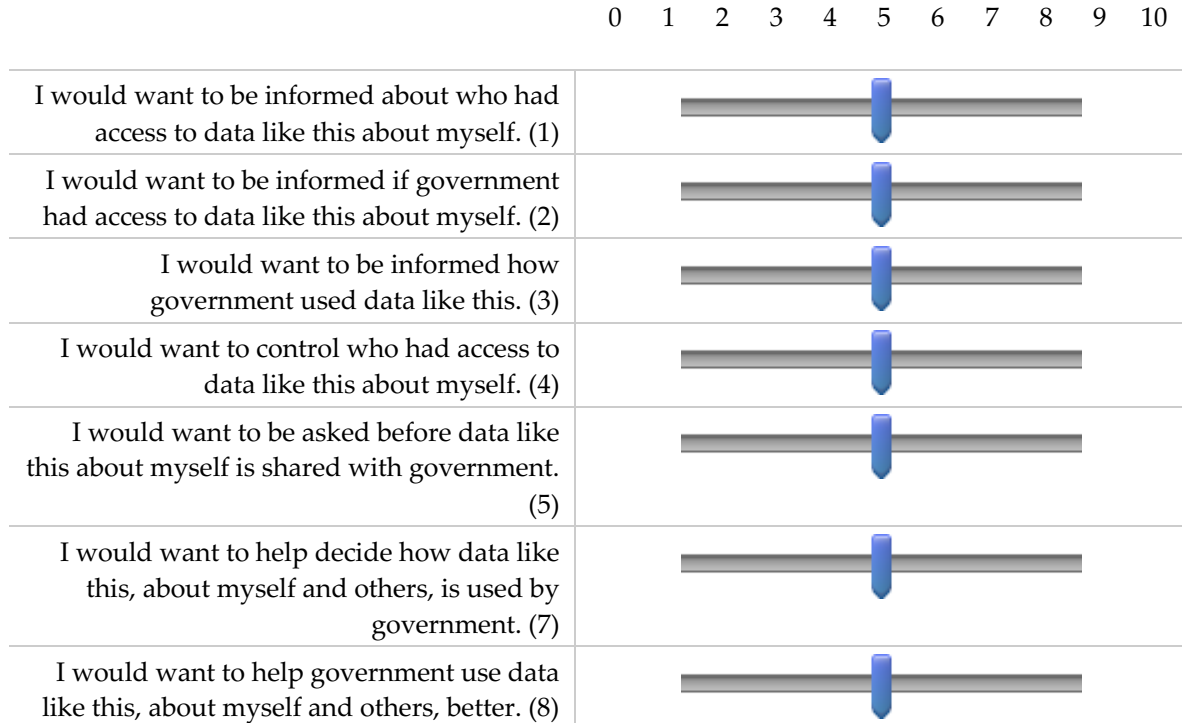 0 1 2 3 4 5 6 7 8 9 10
I would want to be informed about who had
access to data like this about myself. (1)
I would want to be informed if government
had access to data like this about myself. (2)
I would want to be informed how
government used data like this. (3)
I would want to control who had access to
data like this about myself. (4)
I would want to be asked before data like
this about myself is shared with government.
(5)
I would want to help decide how data like
this, about myself and others, is used by
government. (7)
I would want to help government use data
like this, about myself and others, better. (8)